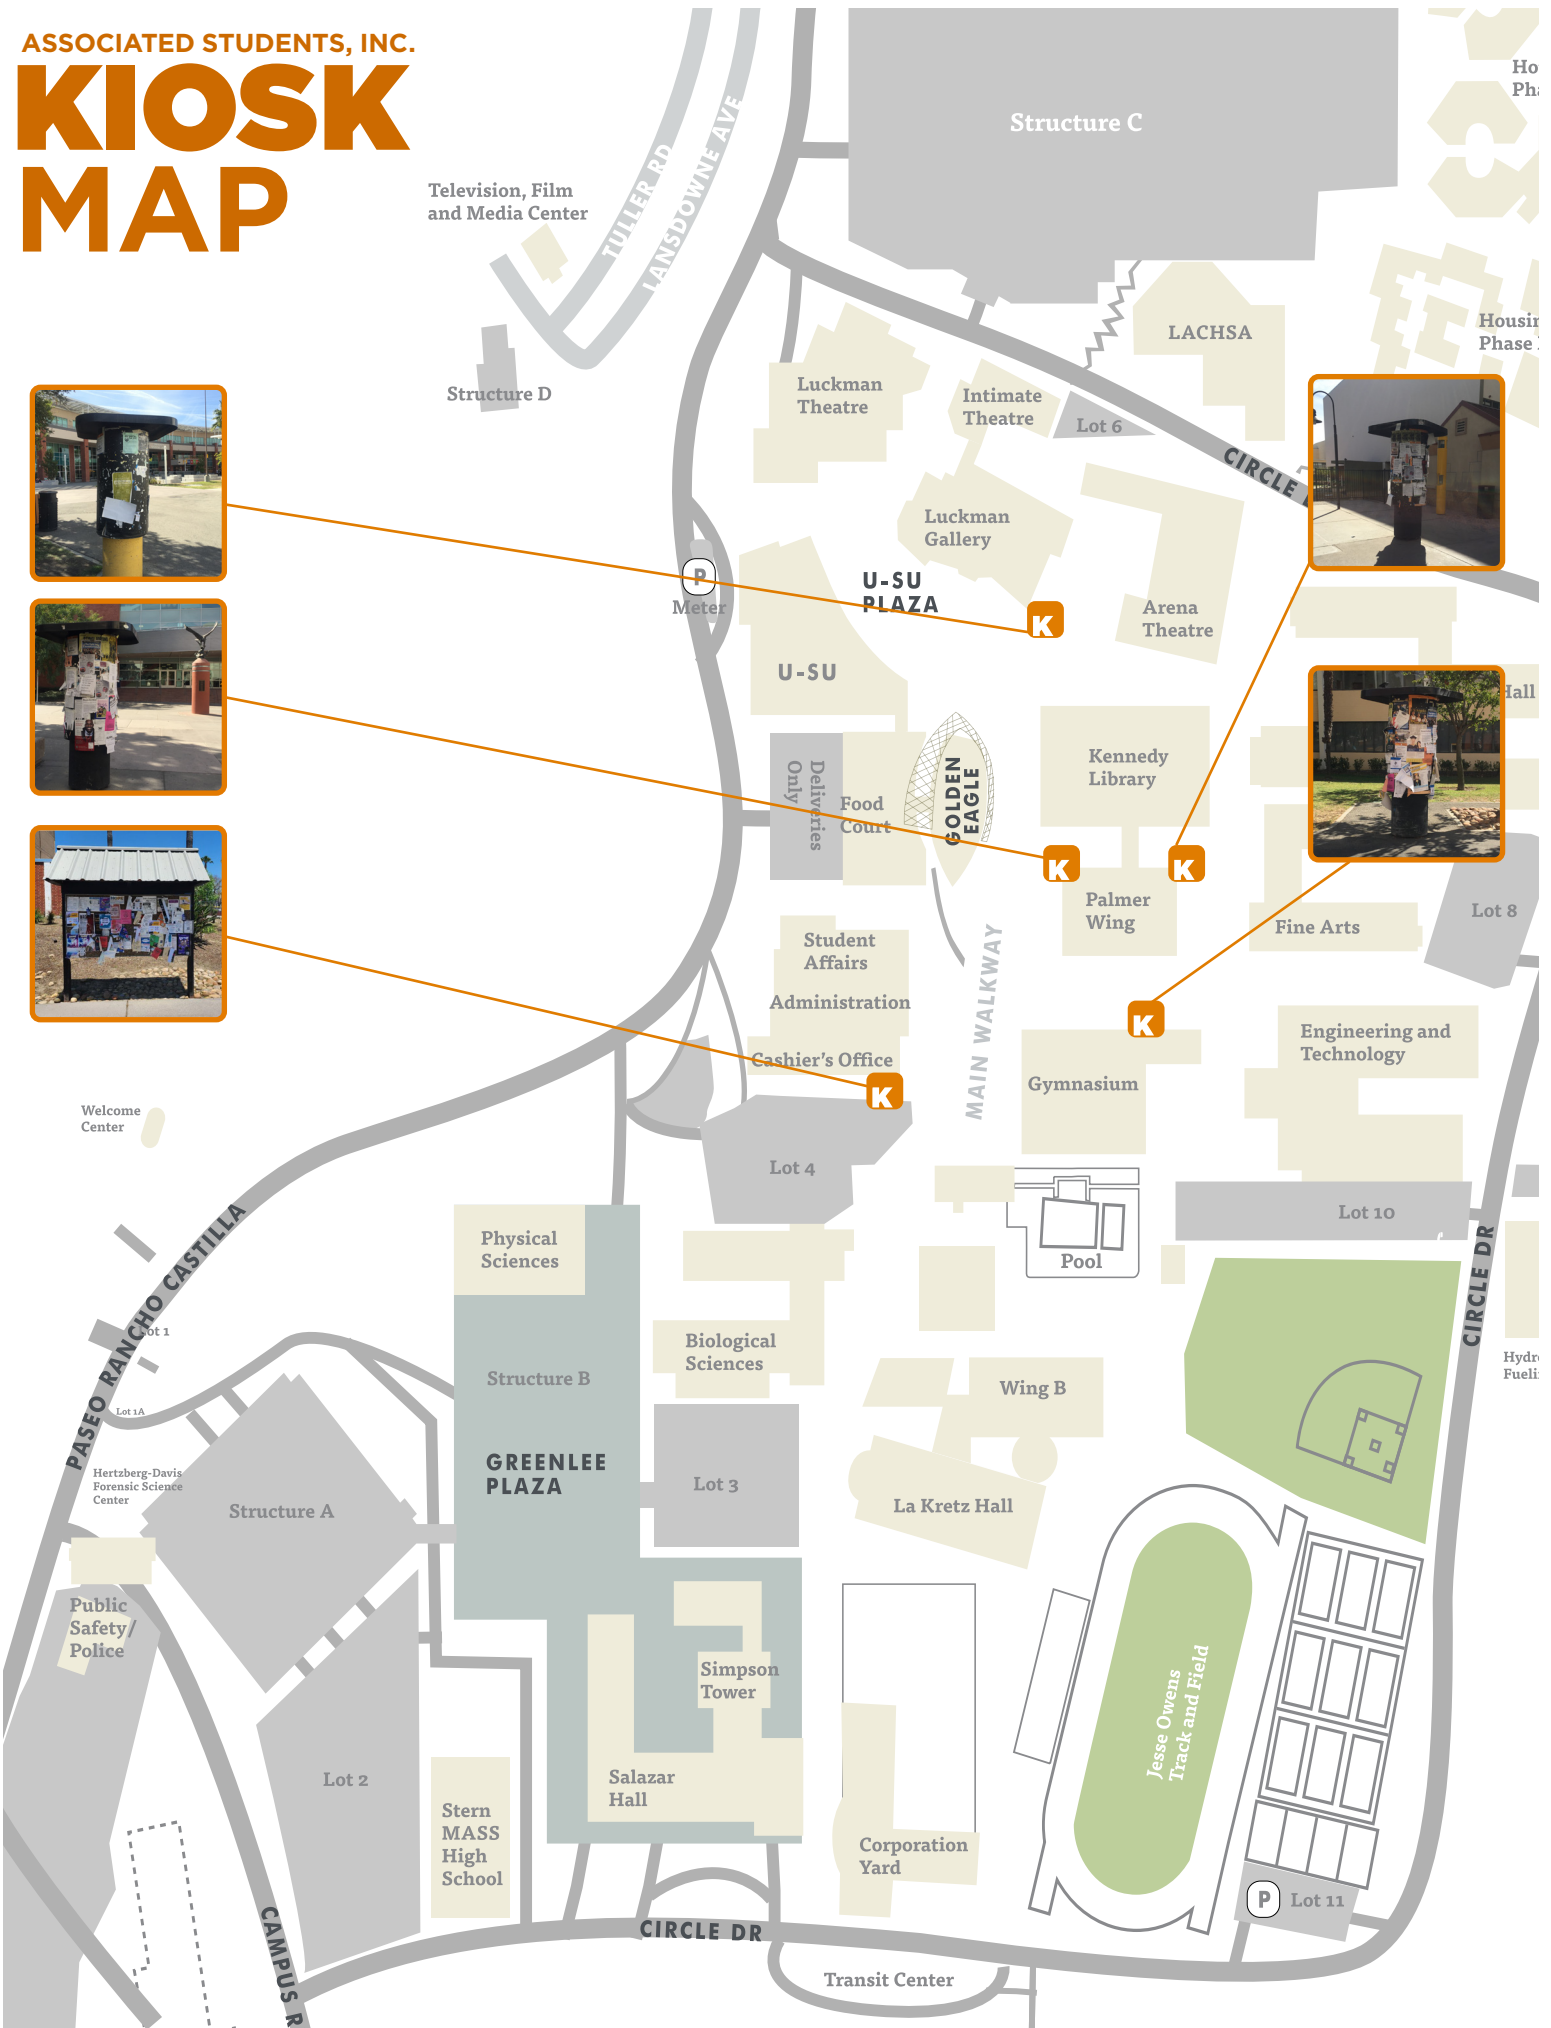 ASSOCIATED STUDENTS, INC.
KIOSK
MAP
Structure C
Television, Film
and Media Center
TULLER RD
LANSDOWNE AVE
Structure D
LACHSA
Luckman
Theatre
Intimate
Theatre
Lot 6
CIRCLE
Luckman
Gallery
U-SU
PLAZA
P
Meter
K
Arena
Theatre
U-SU
Kennedy
Library
Deliveries
Only
Food
Court
GOLDEN
EAGLE
K
K
Palmer
Wing
Fine Arts
Lot 8
Hall
Student
Affairs
Administration
Cashier's Office
K
MAIN WALKWAY
K
Gymnasium
Engineering and
Technology
Welcome
Center
Lot 4
Lot 10
Pool
Physical
Sciences
PASEO RANCHO CASTILLA
CIRCLE DR
Lot 1
Biological
Sciences
Structure B
Wing B
Lot 1A
GREENLEE
PLAZA
Hertzberg-Davis
Forensic Science
Center
Lot 3
La Kretz Hall
Structure A
Public
Safety/
Police
Simpson
Tower
Jesse Owens
Track and Field
Lot 2
Salazar
Hall
Stern
MASS
High
School
Corporation
Yard
P
Lot 11
CAMPUS R
CIRCLE DR
Transit Center